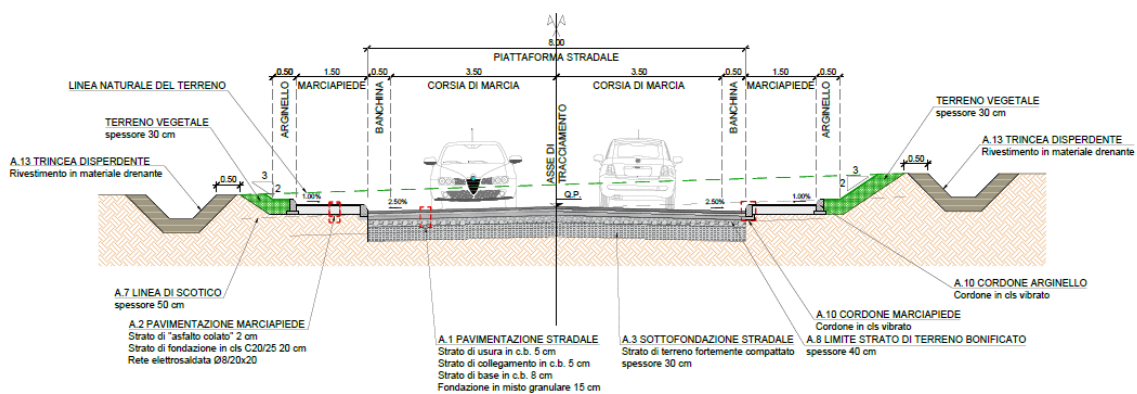 8.00
PIATTAFORMA STRADALE
0.50 1.50 0.50 3.50 3.50 0.50 1.50 0.50
ARGINELLO MARCIAPIEDE BANCHINA CORSIA DI MARCIA CORSIA DI MARCIA BANCHINA MARCIAPIEDE ARGINELLO
ASSE DI
TRACCIAMENTO
LINEA NATURALE DEL TERRENO
TERRENO VEGETALE
spessore 30 cm
A.13 TRINCEA DISPERDENTE
Rivestimento in materiale drenante
TERRENO VEGETALE
spessore 30 cm
A.13 TRINCEA DISPERDENTE
Rivestimento in materiale drenante
0.50 3 2 1.00% 2.50% Q.P. 2.50% 1.00% 2 3 0.50
A.7 LINEA DI SCOTICO
spessore 50 cm
A.2 PAVIMENTAZIONE MARCIAPIEDE
Strato di "asfalto colato" 2 cm
Strato di fondazione in cls C20/25 20 cm
Rete elettrosaldata Ø8/20x20
A.1 PAVIMENTAZIONE STRADALE
Strato di usura in c.b. 5 cm
Strato di collegamento in c.b. 5 cm
Strato di base in c.b. 8 cm
Fondazione in misto granulare 15 cm
A.3 SOTTOFONDAZIONE STRADALE
Strato di terreno fortemente compattato
spessore 30 cm
A.10 CORDONE ARGINELLO
Cordone in cls vibrato
A.10 CORDONE MARCIAPIEDE
Cordone in cls vibrato
A.8 LIMITE STRATO DI TERRENO BONIFICATO
spessore 40 cm